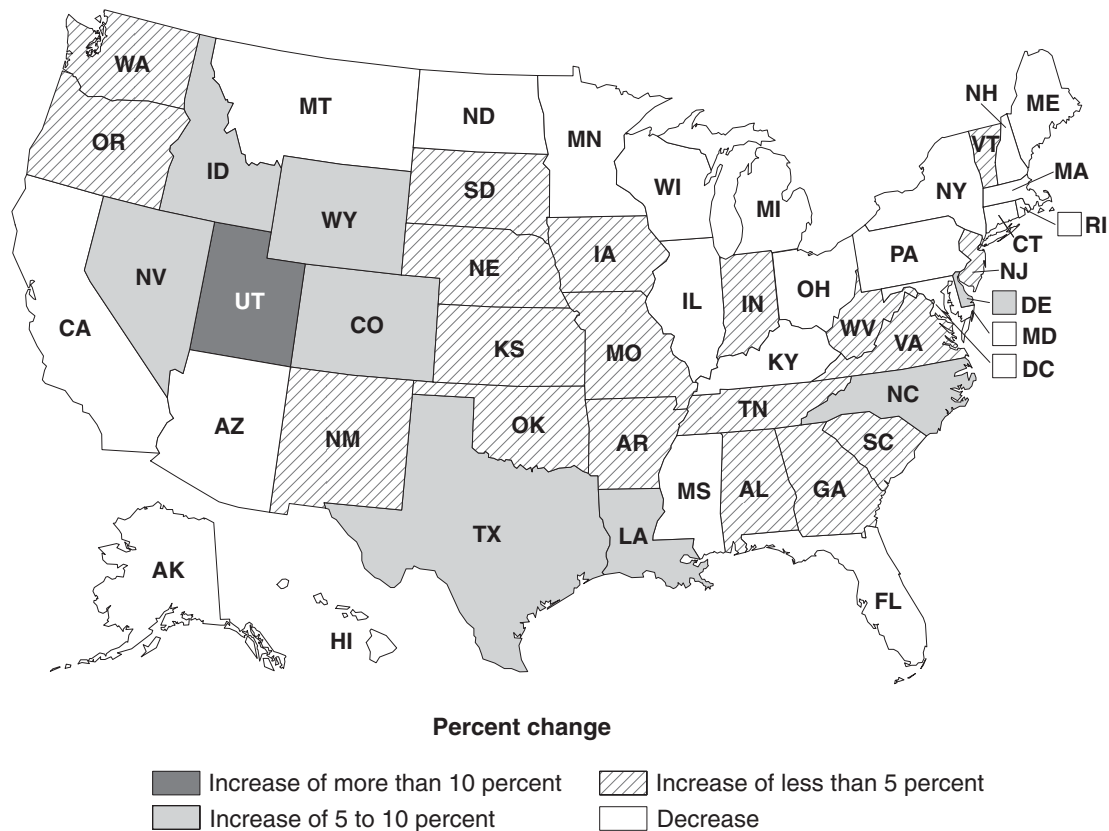 WA
MT
ND
MN
NH
ME
OR
ID
VT
SD
WI
MI
NY
MA
WY
RI
CT
NV
UT
NE
IA
PA
NJ
CA
CO
IL
IN
OH
DE
WV
MD
KS
MO
KY
VA
DC
NC
AZ
NM
OK
TN
AR
SC
MS
AL
GA
TX
LA
AK
HI
FL
Percent change
Increase of more than 10 percent
Increase of less than 5 percent
Increase of 5 to 10 percent
Decrease